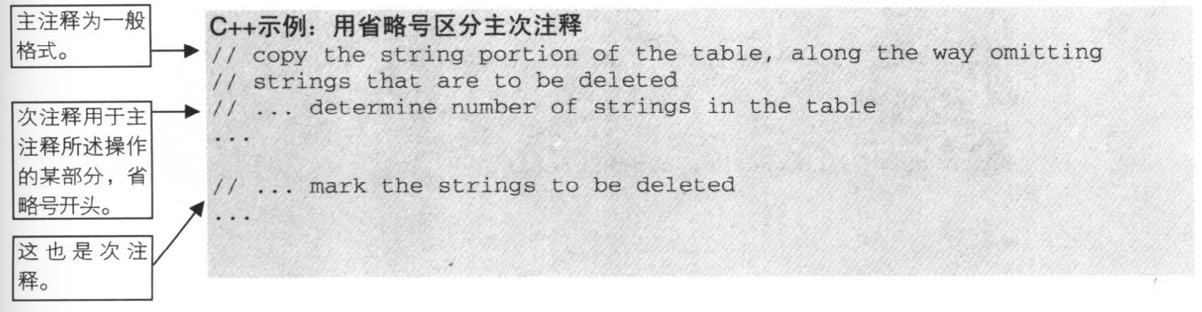 主注释为一般
格式。
C++示例：用省略号区分主次注释
// copy the string portion of the table, along the way omitting
// strings that are to be deleted
次注释用于主
注释所述操作
的某部分，省
略号开头。
// ... determine number of strings in the table
...
// ... mark the strings to be deleted
...
这也是次注
释。